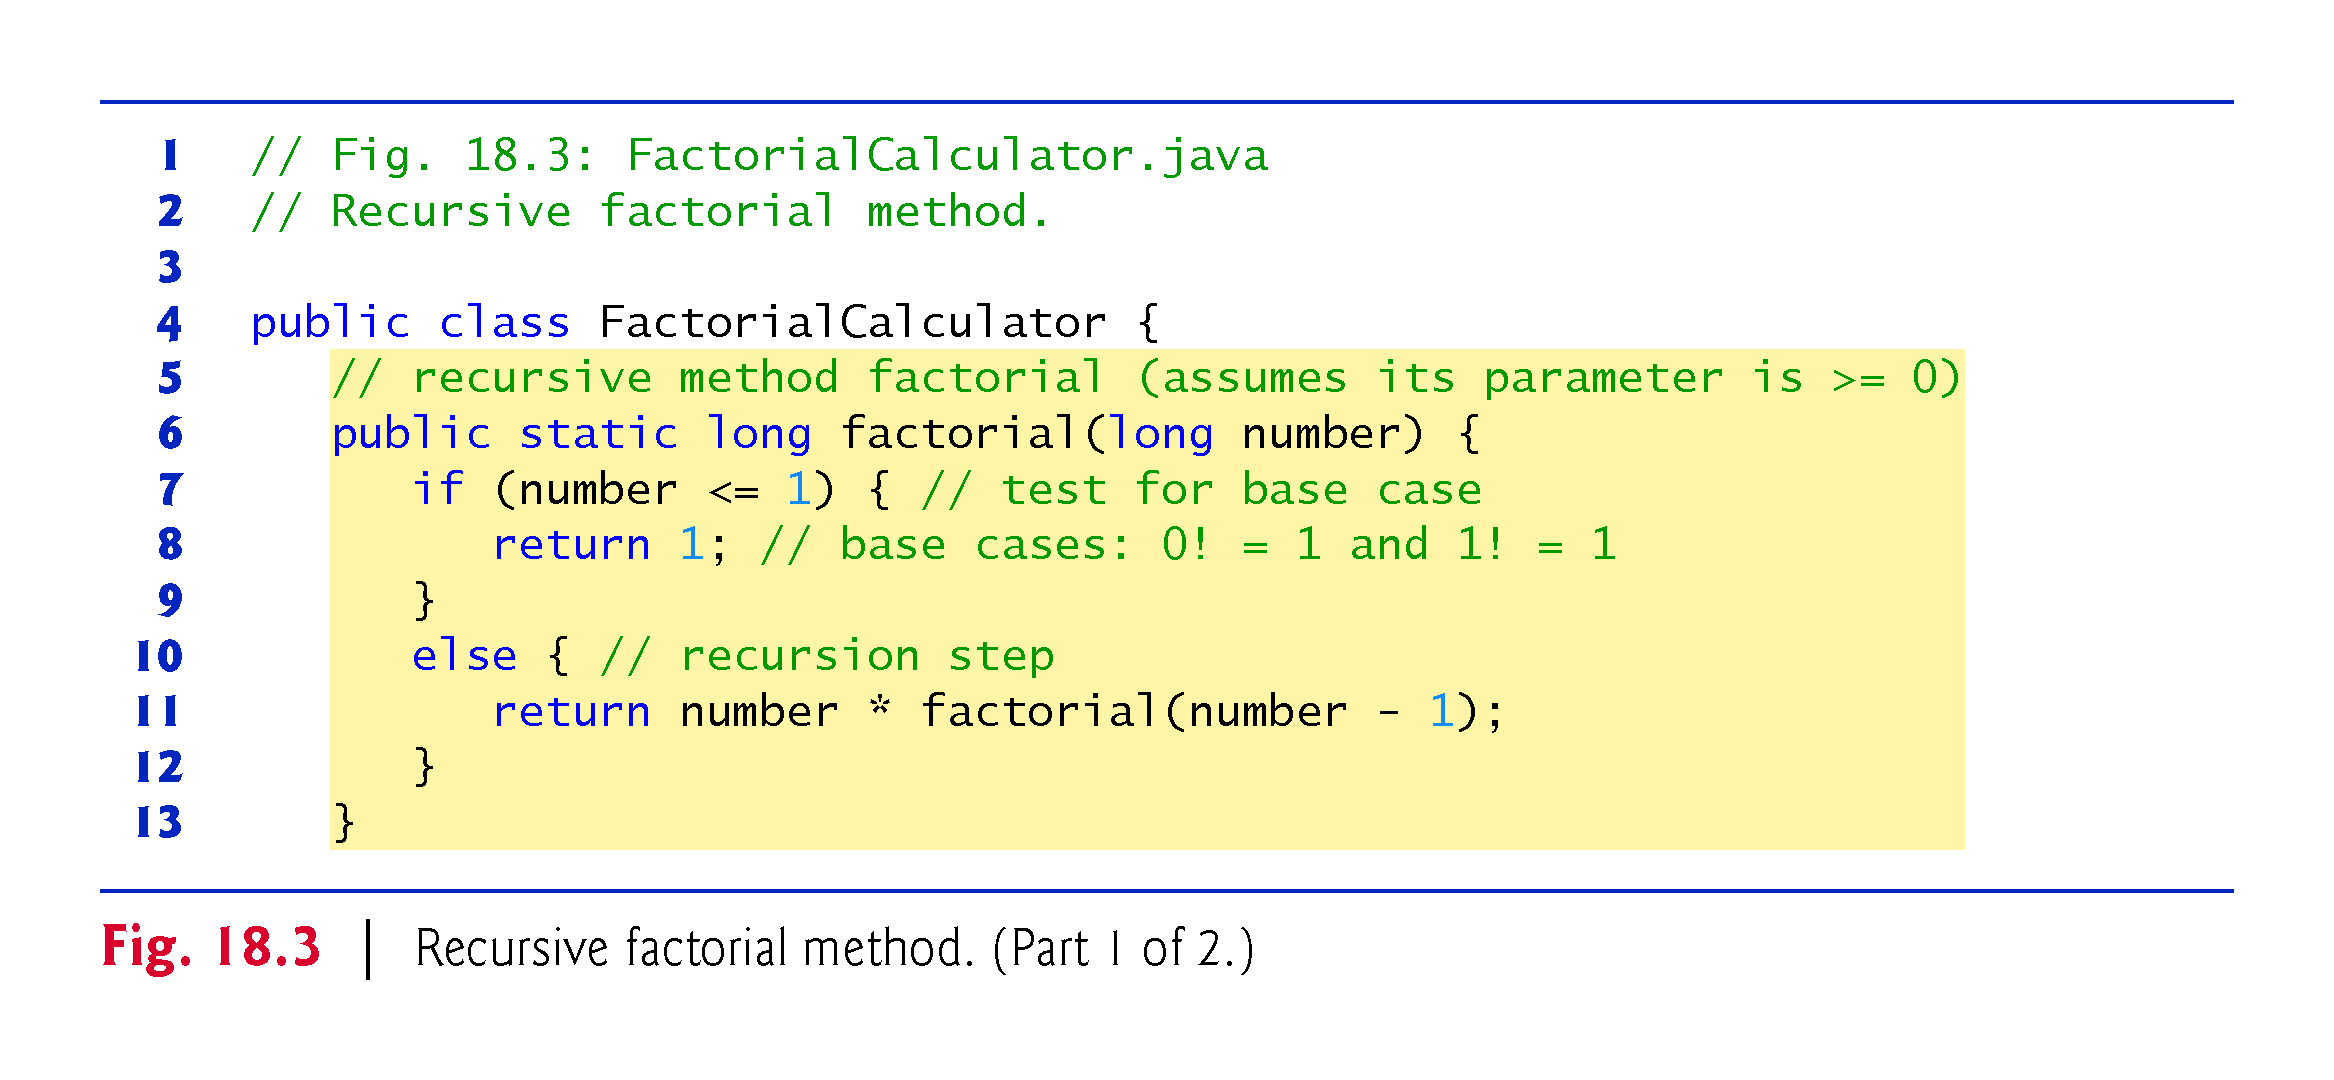 1 // Fig. 18.3: FactorialCalculator.java
2 // Recursive factorial method.
3
4 public class FactorialCalculator {
5 // recursive method factorial (assumes its parameter is >= 0)
6 public static long factorial(long number) {
7 if (number <= 1) { // test for base case
8 return 1; // base cases: 0! = 1 and 1! = 1
9 }
10 else { // recursion step
11 return number * factorial(number - 1);
12 }
13 }
Fig. 18.3 | Recursive factorial method. (Part 1 of 2.)